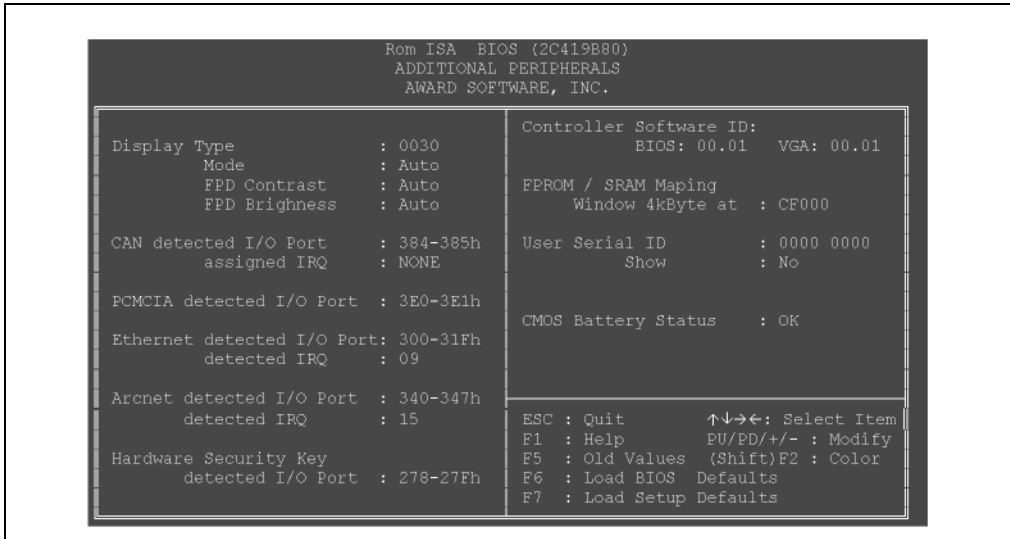 Rom ISA BIOS (2C419B80)
ADDITIONAL PERIPHERALS
AWARD SOFTWARE, INC.
Display Type : 0030
Mode : Auto
FPD Contrast : Auto
FPD Brighness : Auto
CAN detected I/O Port : 384-385h
assigned IRQ : NONE
PCMCIA detected I/O Port : 3E0-3E1h
Ethernet detected I/O Port: 300-31Fh
detected IRQ : 09
Arcnet detected I/O Port : 340-347h
detected IRQ : 15
Hardware Security Key
detected I/O Port : 278-27Fh
Controller Software ID:
BIOS: 00.01 VGA: 00.01
FPROM / SRAM Maping
Window 4kByte at : CF000
User Serial ID : 0000 0000
Show : No
CMOS Battery Status : OK
ESC : Quit ↑↓→←: Select Item
F1 : Help PU/PD/+/- : Modify
F5 : Old Values (Shift)F2 : Color
F6 : Load BIOS Defaults
F7 : Load Setup Defaults